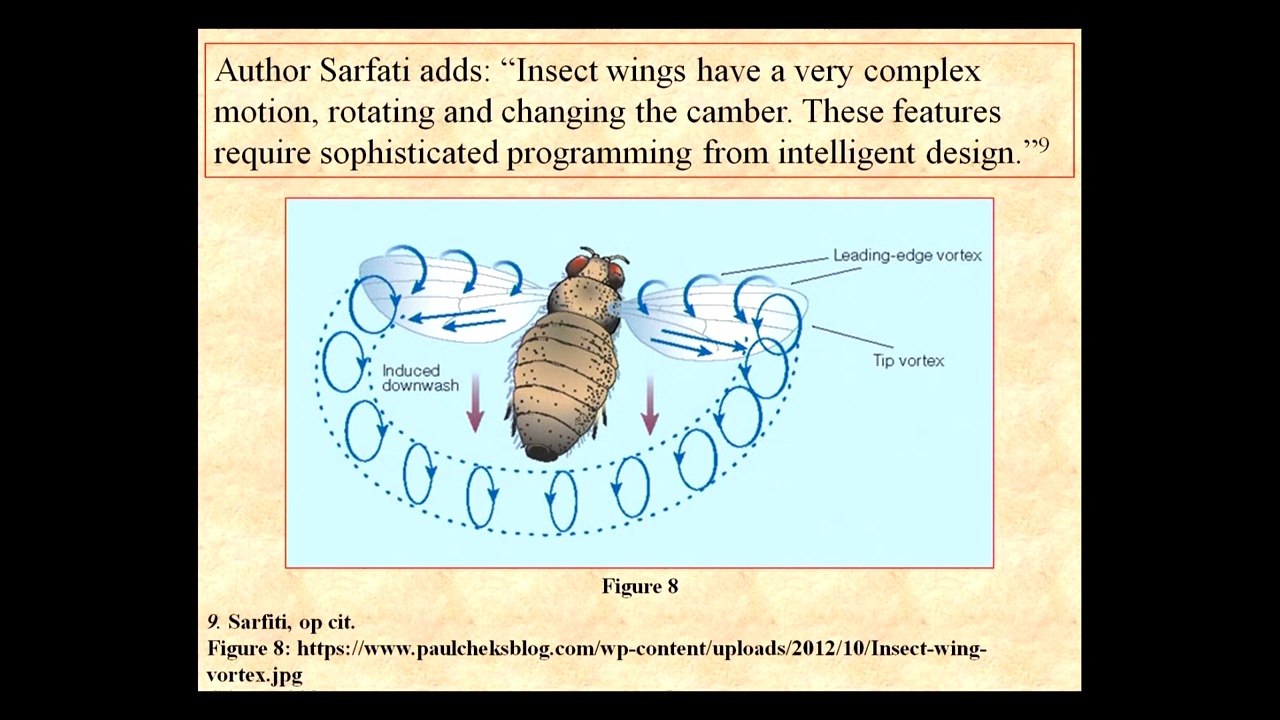 Author Sarfati adds: “Insect wings have a very complex
motion, rotating and changing the camber. These features
require sophisticated programming from intelligent design.”9
Leading-edge vortex
Tip vortex
Induced
downwash
Figure 8
9. Sarfiti, op cit.
Figure 8: https://www.paulcheksblog.com/wp-content/uploads/2012/10/Insect-wing-
vortex.jpg